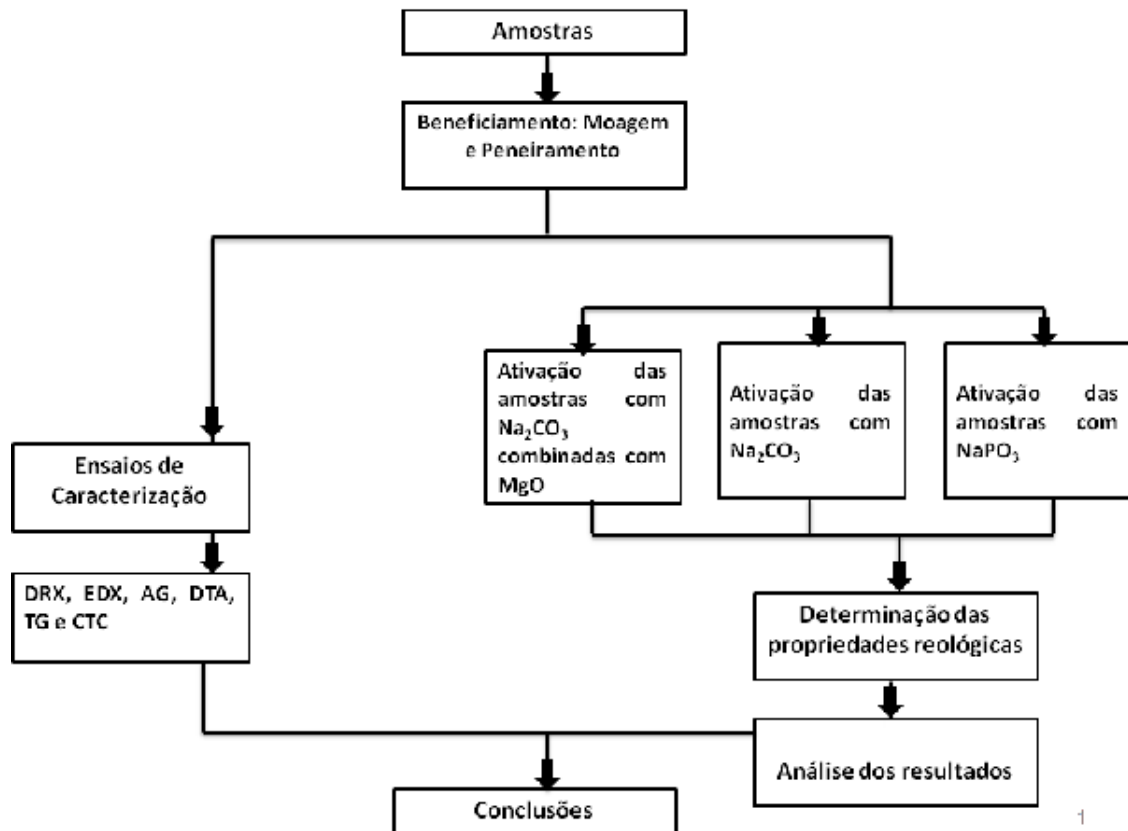 Amostras
Beneficiamento: Moagem
e Peneiramento
Ativação das
amostras com
Na₂CO₃
combinadas com
MgO
Ativação das
amostras com
Na₂CO₃
Ativação das
amostras com
NaPO₃
Ensaios de
Caracterização
DRX, EDX, AG, DTA,
TG e CTC
Determinação das
propriedades reológicas
Análise dos resultados
Conclusões
1